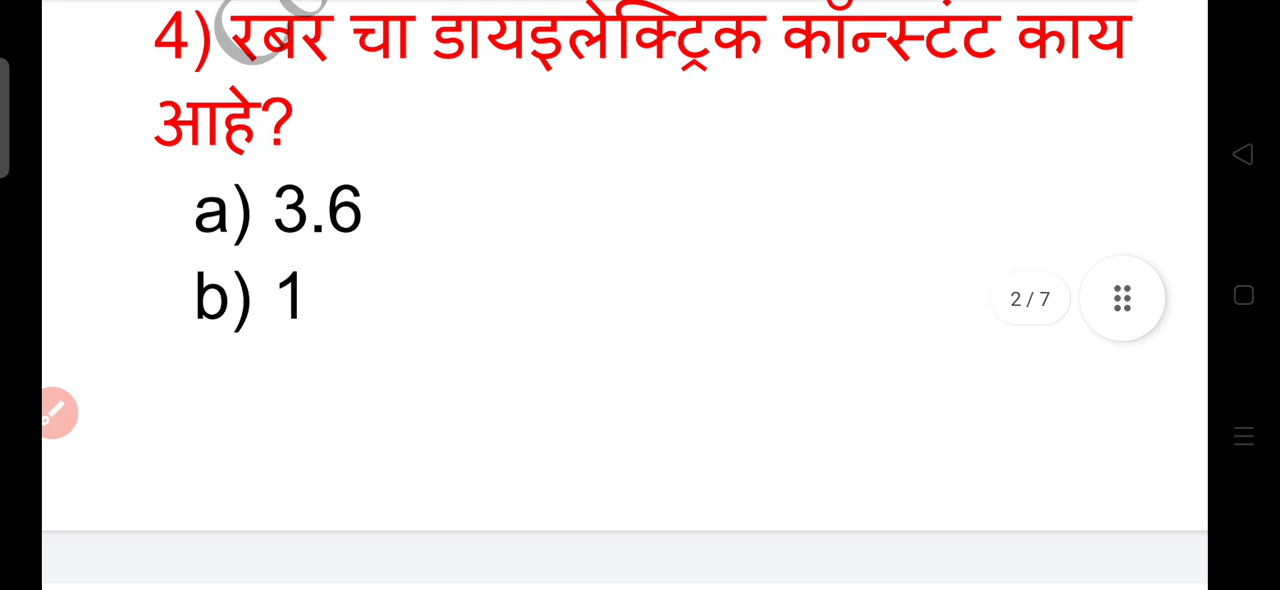 4) रबर चा डायइलेक्ट्रिक कॉन्स्टंट काय
आहे?
a) 3.6
b) 1
2 / 7